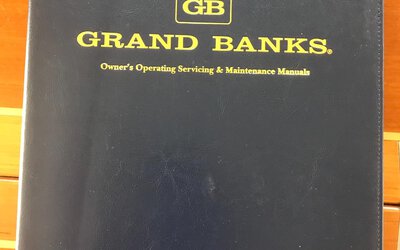 GB
GRAND BANKS®
Owner's Operating Servicing & Maintenance Manuals